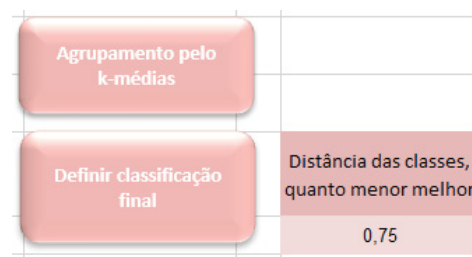 Agrupamento pelo
k-médias
Definir classificação
final
Distância das classes,
quanto menor melhor
0,75